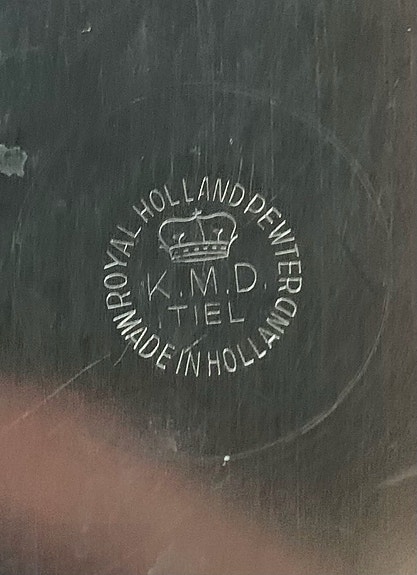 ROYAL HOLLAND PEWTER
K.M.D.
TIEL
MADE IN HOLLAND